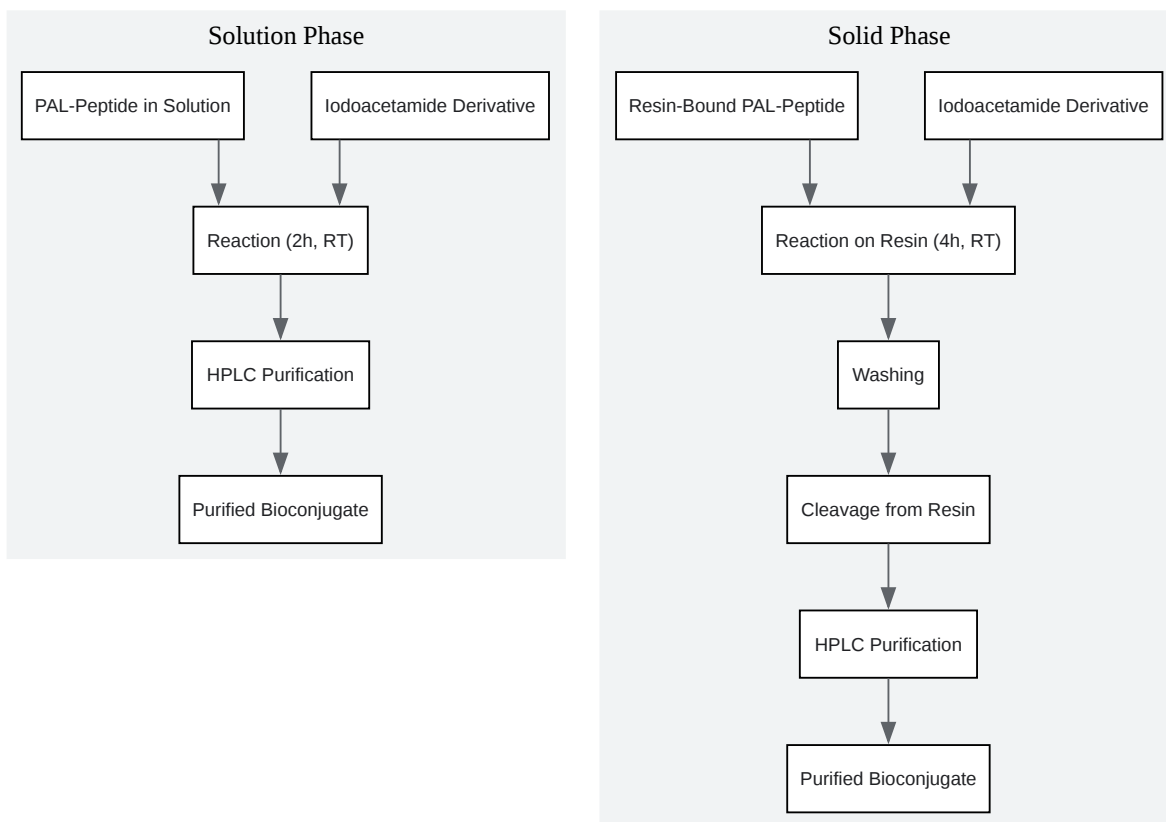 Solution Phase
PAL-Peptide in Solution
Iodoacetamide Derivative
Reaction (2h, RT)
HPLC Purification
Purified Bioconjugate
Solid Phase
Resin-Bound PAL-Peptide
Iodoacetamide Derivative
Reaction on Resin (4h, RT)
Washing
Cleavage from Resin
HPLC Purification
Purified Bioconjugate